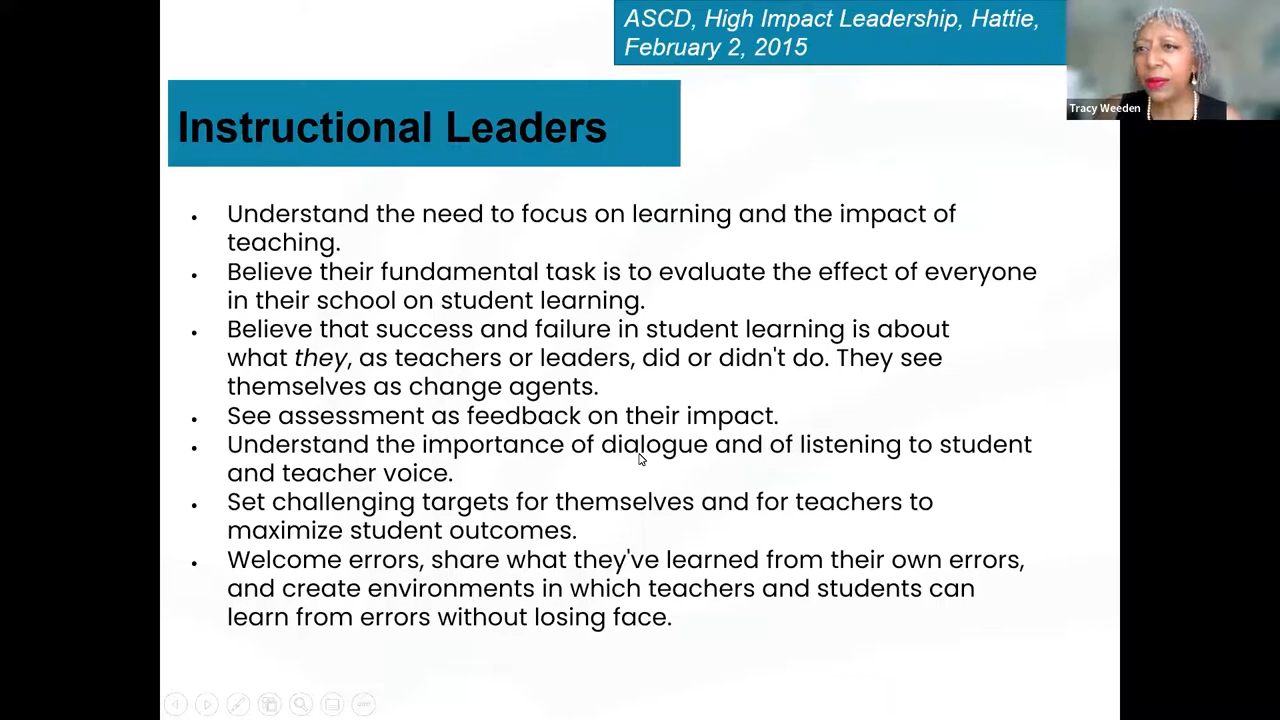 ASCD, High Impact Leadership, Hattie,
February 2, 2015
Tracy Weeden
Instructional Leaders
• Understand the need to focus on learning and the impact of
teaching.
• Believe their fundamental task is to evaluate the effect of everyone
in their school on student learning.
• Believe that success and failure in student learning is about
what they, as teachers or leaders, did or didn't do. They see
themselves as change agents.
• See assessment as feedback on their impact.
• Understand the importance of dialogue and of listening to student
and teacher voice.
• Set challenging targets for themselves and for teachers to
maximize student outcomes.
• Welcome errors, share what they've learned from their own errors,
and create environments in which teachers and students can
learn from errors without losing face.